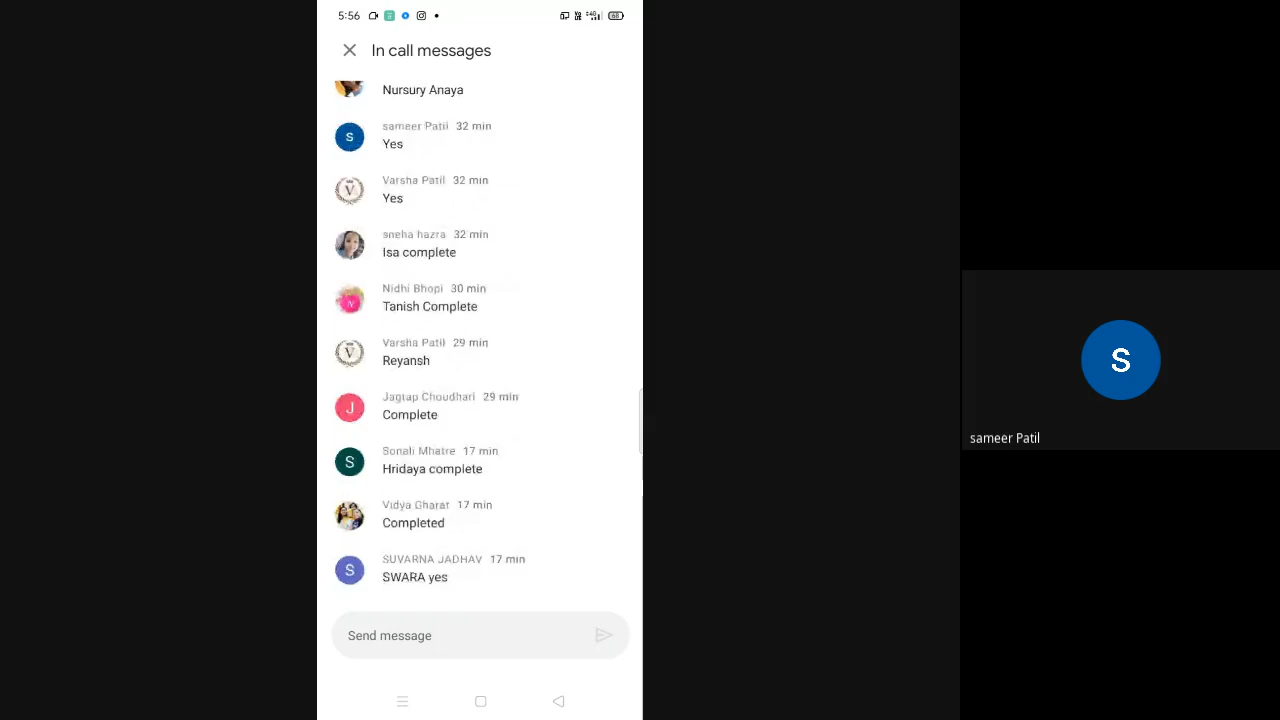 5:56
68
In call messages
Nursury Anaya
S
sameer Patil 32 min
Yes
V
Varsha Patil 32 min
Yes
sneha hazra 32 min
Isa complete
N
Nidhi Bhopi 30 min
Tanish Complete
V
Varsha Patil 29 min
Reyansh
J
Jagtap Choudhari 29 min
Complete
S
Sonali Mhatre 17 min
Hridaya complete
Vidya Gharat 17 min
Completed
S
SUVARNA JADHAV 17 min
SWARA yes
Send message
S
sameer Patil